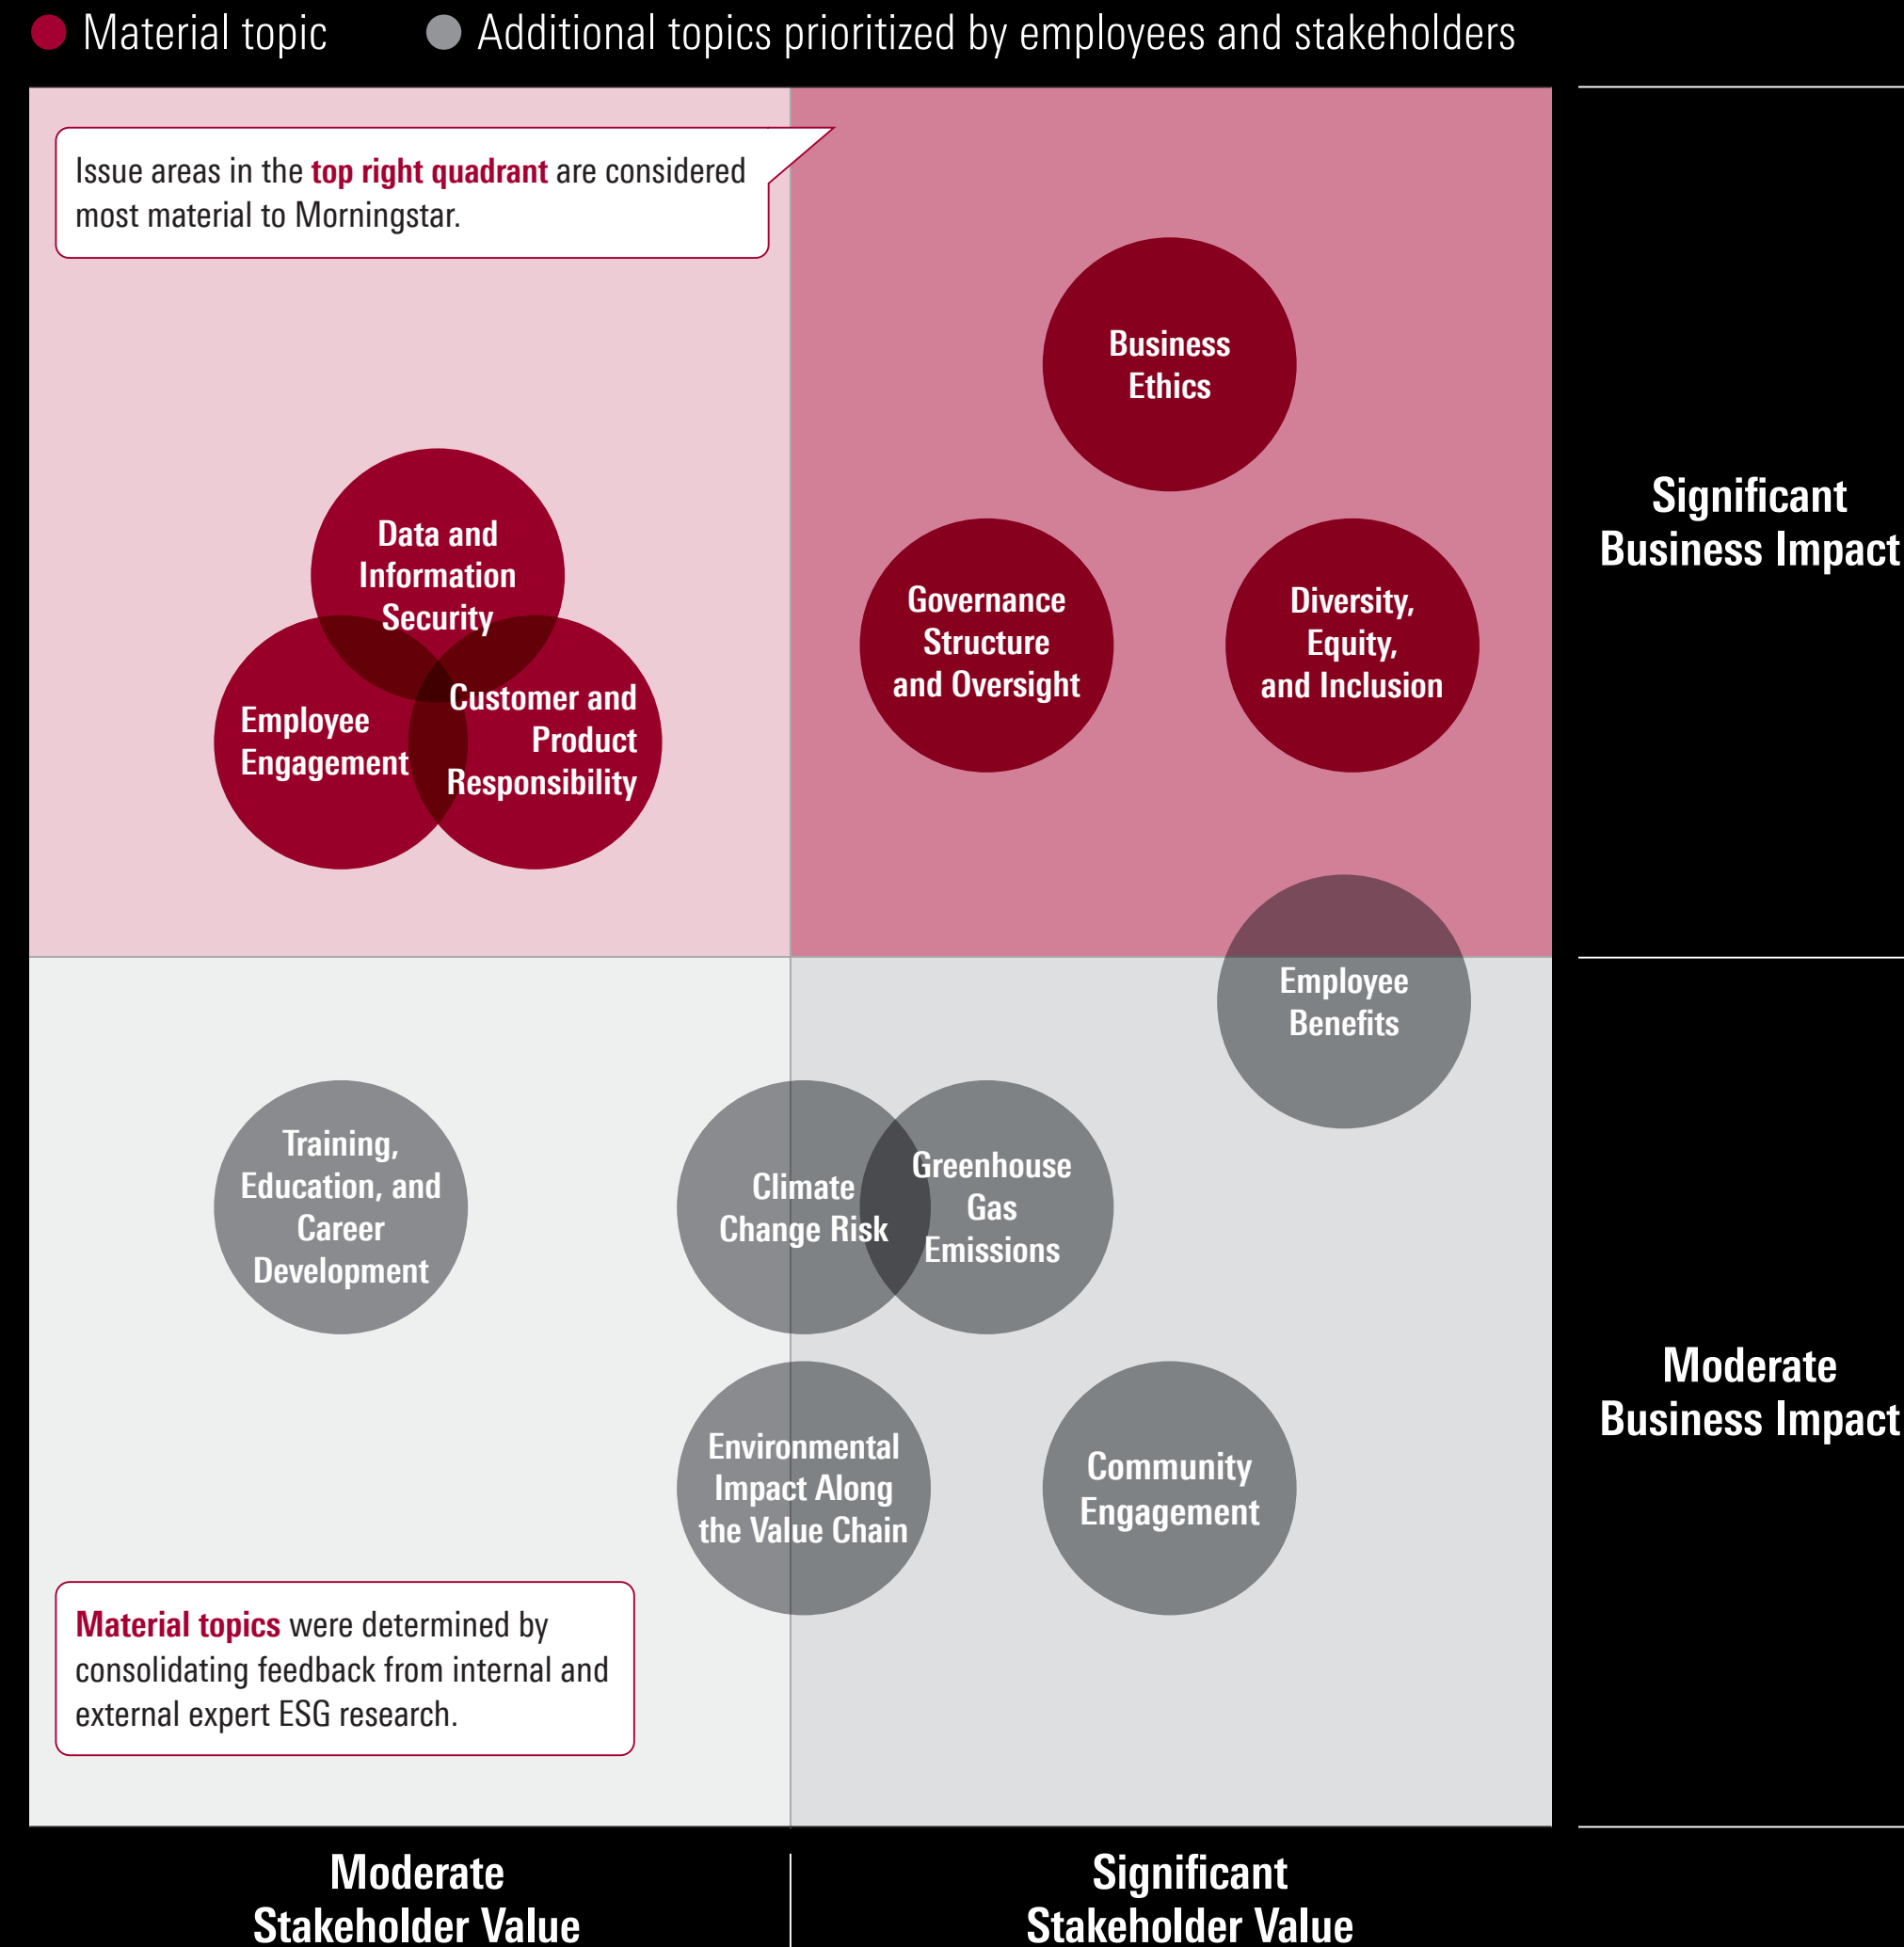 Material topic
Additional topics prioritized by employees and stakeholders
Issue areas in the top right quadrant are considered
most material to Morningstar.
Business
Ethics
Data and
Information
Security
Governance
Structure
and Oversight
Diversity,
Equity,
and Inclusion
Significant
Business Impact
Employee
Engagement
Customer and
Product
Responsibility
Employee
Benefits
Training,
Education, and
Career
Development
Climate
Change Risk
Greenhouse
Gas
Emissions
Moderate
Business Impact
Environmental
Impact Along
the Value Chain
Community
Engagement
Material topics were determined by
consolidating feedback from internal and
external expert ESG research.
Moderate
Stakeholder Value
Significant
Stakeholder Value